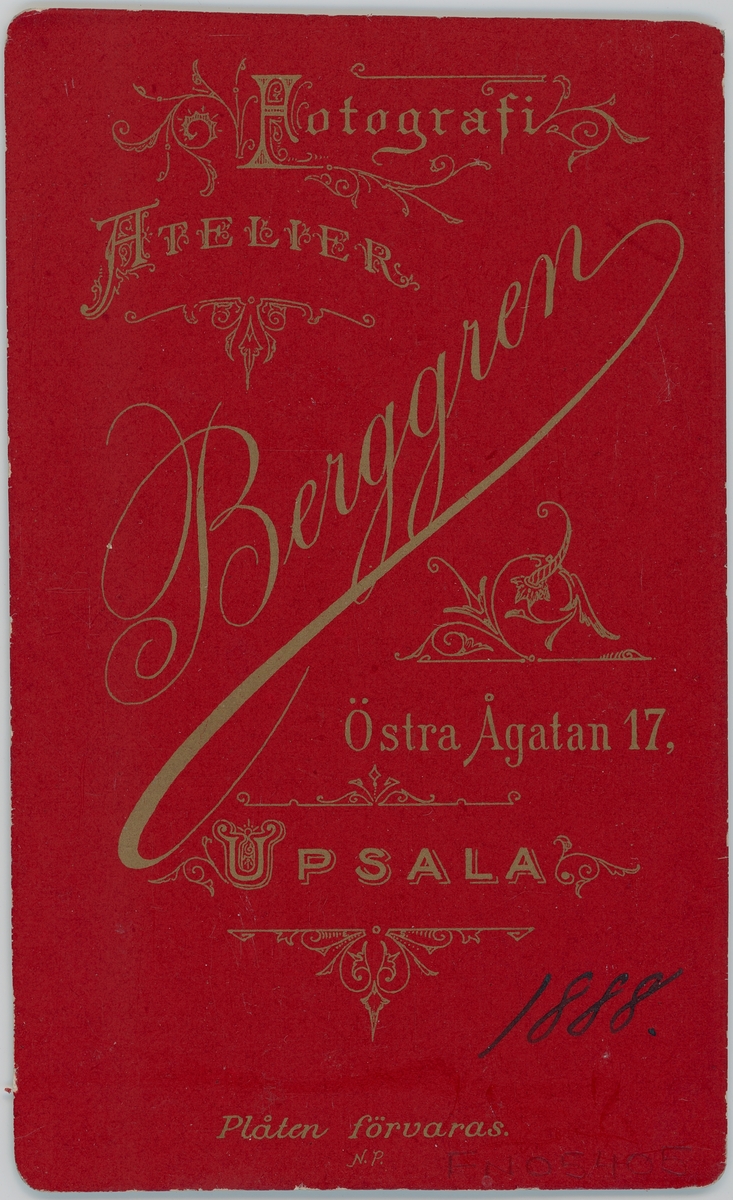 Fotografi
ATELIER
Berggren
Östra Ågatan 17,
UPSALA
1888.
Plåten förvaras.
N. P.